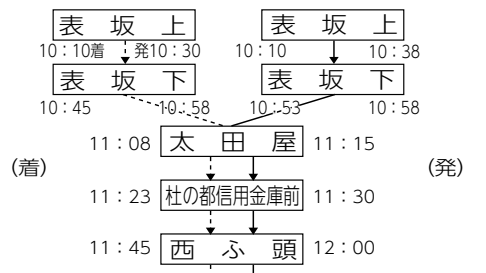 表坂上 表坂上
10：10着 発10：30 10：10 10：38
表坂下 表坂下
10：45 10：58 10：53 10：58
11：08 太田屋 11：15
(着) (発)
11：23 杜の都信用金庫前 11：30
11：45 西ふ頭 12：00